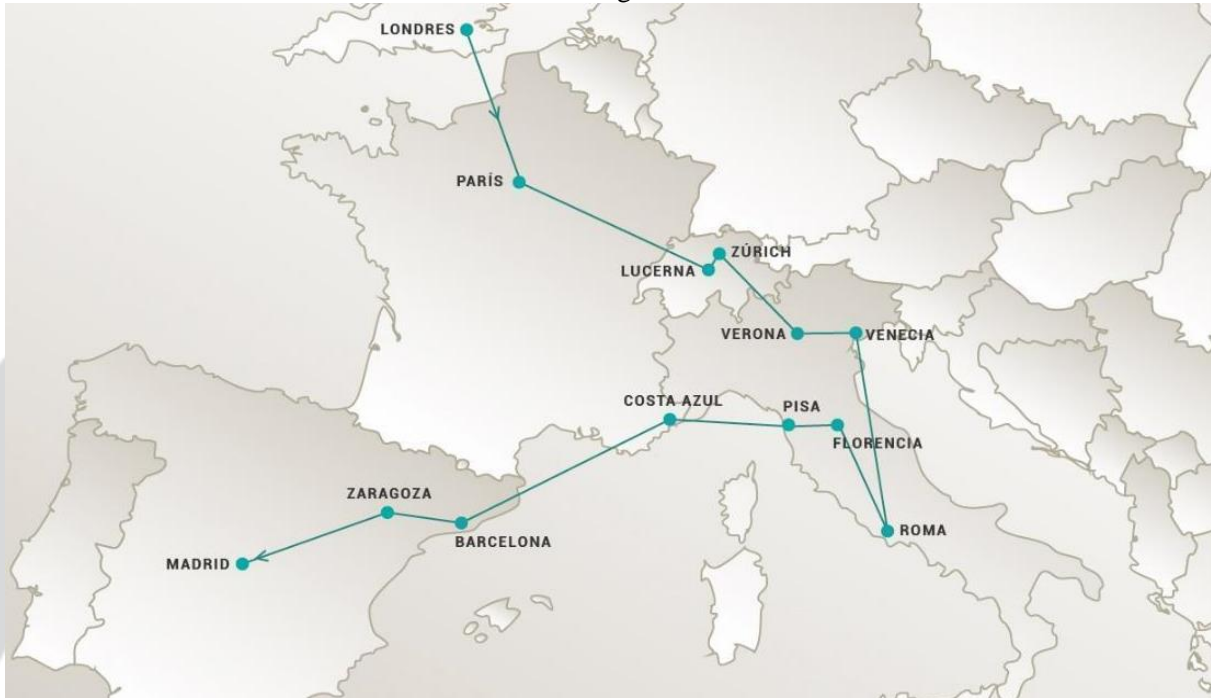 LONDRES
PARÍS
ZÚRICH
LUCERNA
VERONA
VENECIA
COSTA AZUL
PISA
FLORENCIA
ZARAGOZA
BARCELONA
ROMA
MADRID